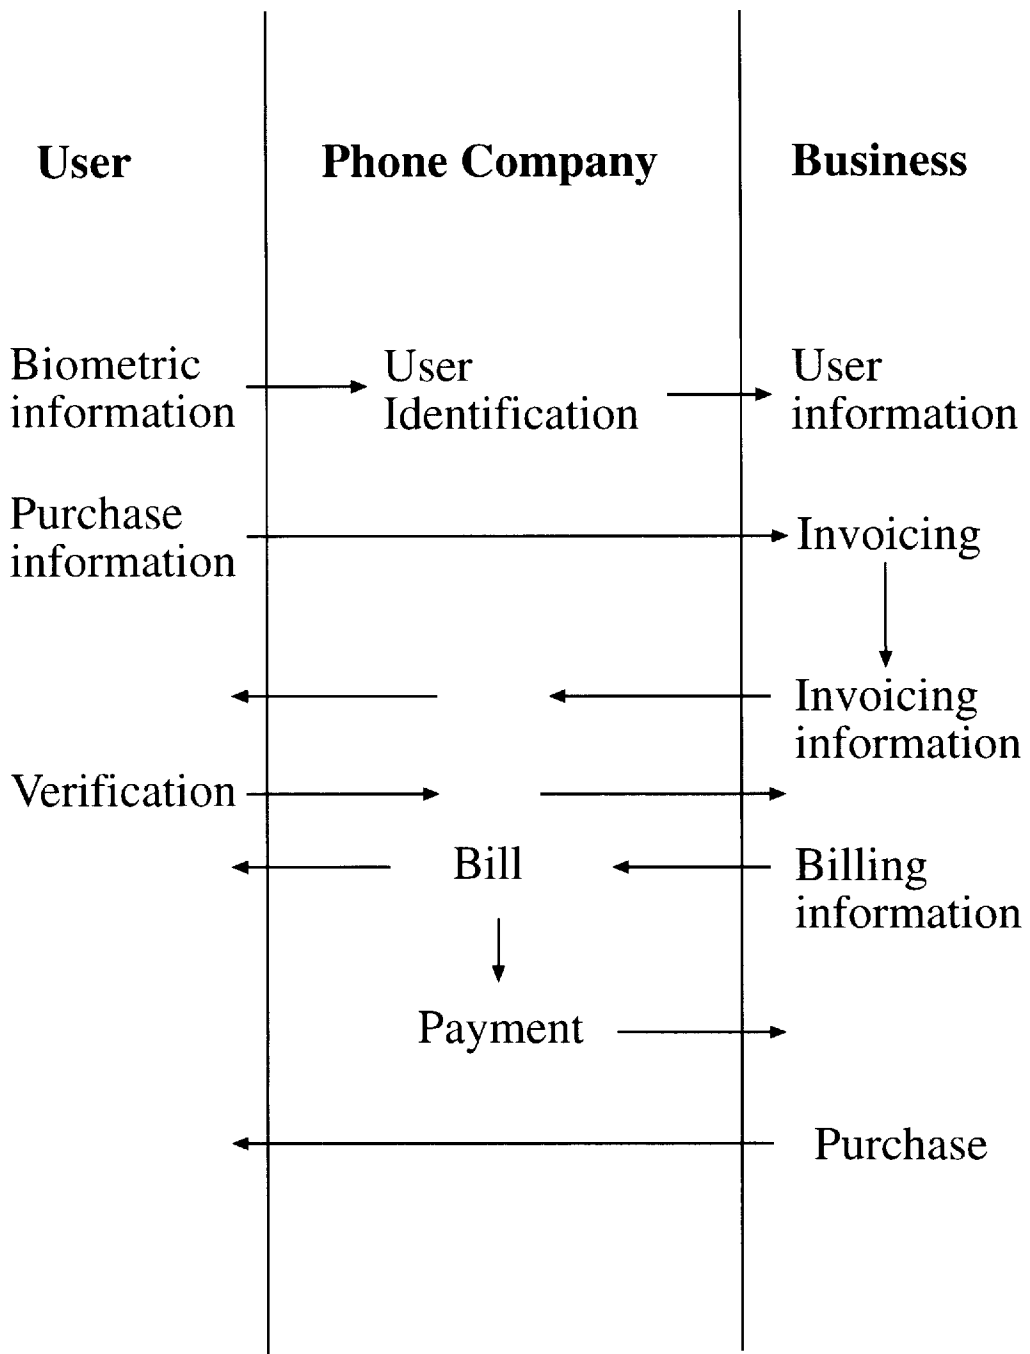 User
Phone Company
Business
Biometric
information
User
Identification
User
information
Purchase
information
Invoicing
Invoicing
information
Verification
Bill
Billing
information
Payment
Purchase